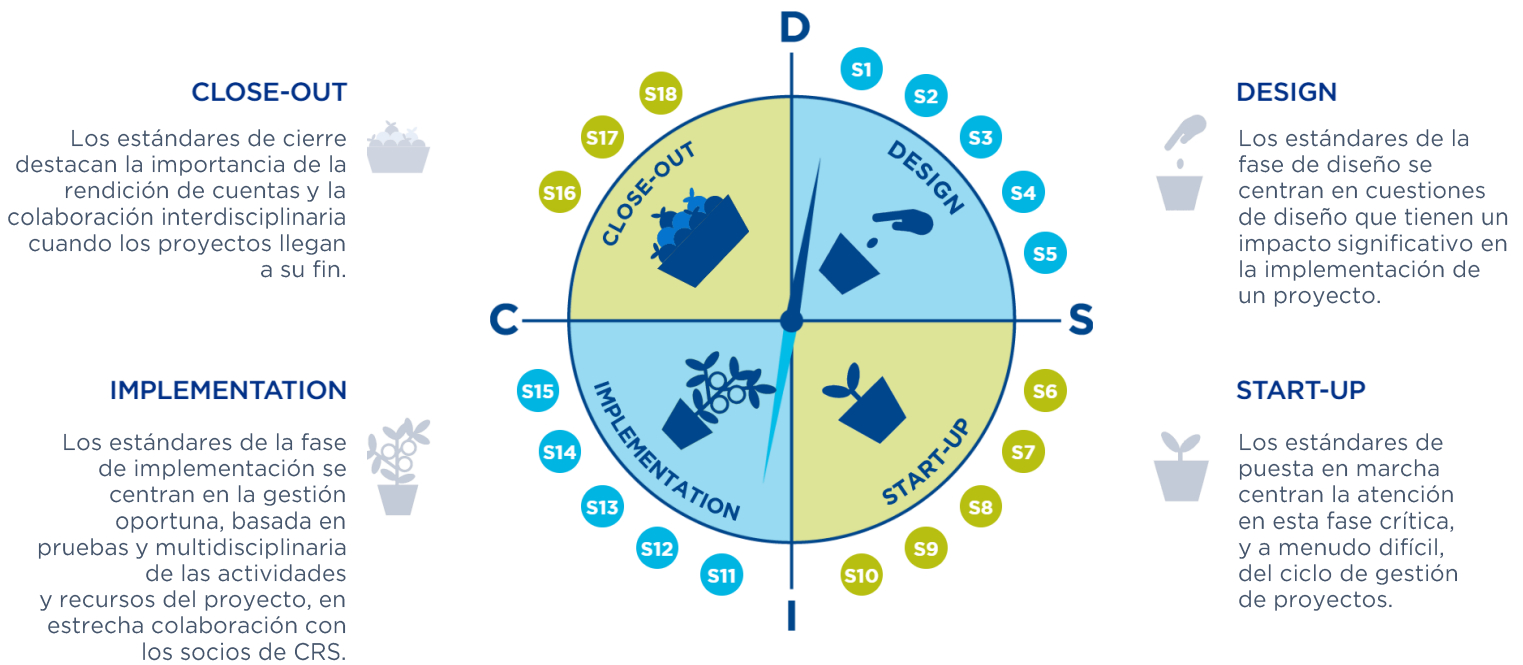 CLOSE-OUT
Los estándares de cierre
destacan la importancia de la
rendición de cuentas y la
colaboración interdisciplinaria
cuando los proyectos llegan
a su fin.
IMPLEMENTATION
Los estándares de la fase
de implementación se
centran en la gestión
oportuna, basada en
pruebas y multidisciplinaria
de las actividades
y recursos del proyecto, en
estrecha colaboración con
los socios de CRS.
D
S1
S2
S3
S4
S5
S
S6
S7
S8
S9
S10
I
S11
S12
S13
S14
S15
C
S16
S17
S18
CLOSE-OUT
DESIGN
IMPLEMENTATION
START-UP
DESIGN
Los estándares de la
fase de diseño se
centran en cuestiones
de diseño que tienen un
impacto significativo en
la implementación de
un proyecto.
START-UP
Los estándares de
puesta en marcha
centran la atención
en esta fase crítica,
y a menudo difícil,
del ciclo de gestión
de proyectos.